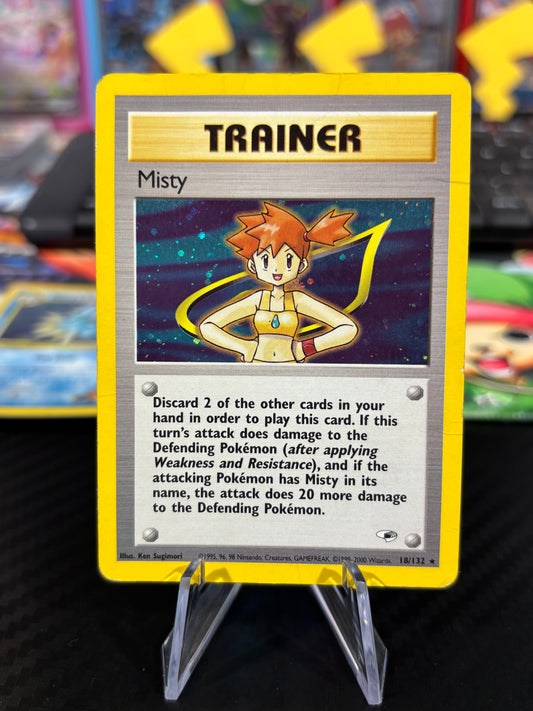 TRAINER
Misty
Discard 2 of the other cards in your
hand in order to play this card. If this
turn's attack does damage to the
Defending Pokémon (after applying
Weakness and Resistance), and if the
attacking Pokémon has Misty in its
name, the attack does 20 more damage
to the Defending Pokémon.
Illus. Ken Sugimori ©1995, 96, 98 Nintendo, Creatures, GAMEFREAK. ©1999-2000 Wizards. 18/132 ★